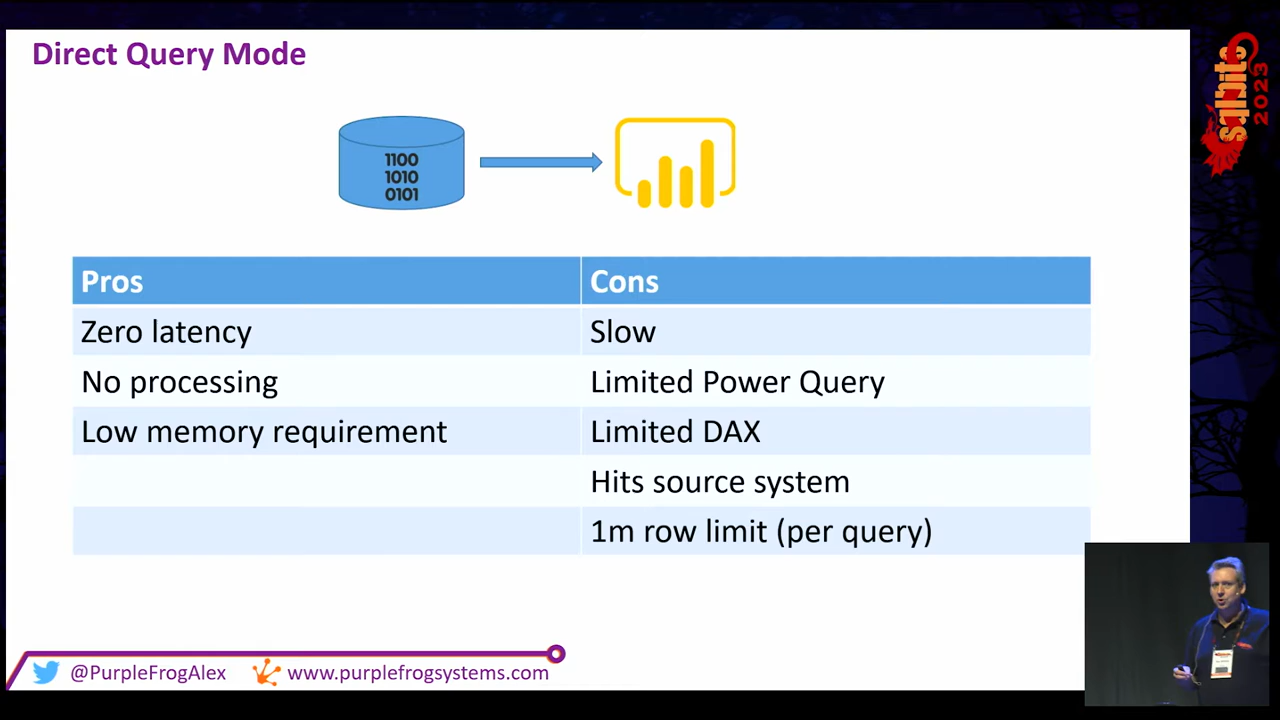 Direct Query Mode
sqlbits
2023
1100
1010
0101
Pros
Cons
Zero latency
Slow
No processing
Limited Power Query
Low memory requirement
Limited DAX
Hits source system
1m row limit (per query)
@PurpleFrogAlex
www.purplefrogsystems.com